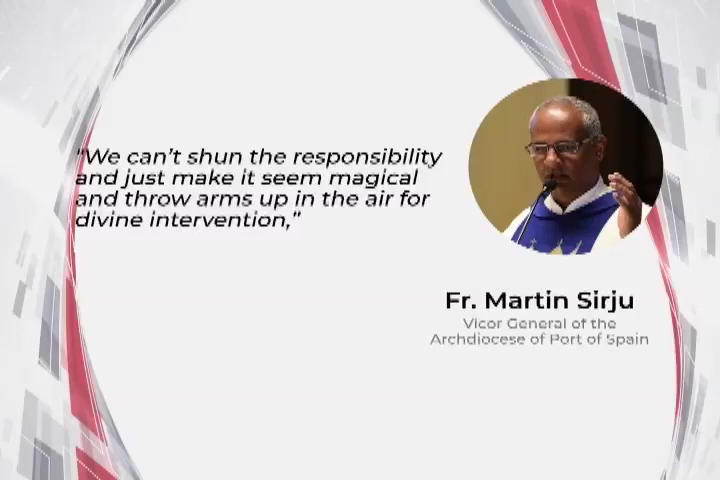 "We can't shun the responsibility
and just make it seem magical
and throw arms up in the air for
divine intervention,"
Fr. Martin Sirju
Vicor General of the
Archdiocese of Port of Spain